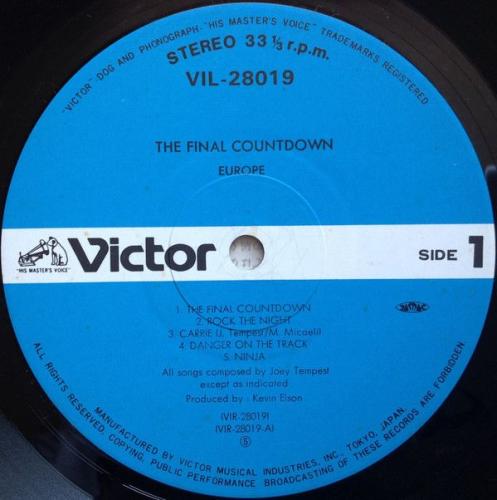 "VICTOR" DOG AND PHONOGRAPH-"HIS MASTER'S VOICE" TRADEMARKS REGISTERED
STEREO 33 ⅓ r.p.m.
VIL-28019
THE FINAL COUNTDOWN
EUROPE
"HIS MASTER'S VOICE"
Victor
SIDE 1
1. THE FINAL COUNTDOWN
2. ROCK THE NIGHT
3. CARRIE (J. Tempest/M. Micaeli)
4. DANGER ON THE TRACK
5. NINJA
All songs composed by Joey Tempest
except as indicated
Produced by : Kevin Elson
(VIR-28019)
(VIR-28019-A)
Ⓢ
MANUFACTURED BY VICTOR MUSICAL INDUSTRIES, INC., TOKYO, JAPAN.
ALL RIGHTS RESERVED, COPYING, PUBLIC PERFORMANCE BROADCASTING OF THESE RECORDS ARE FORBIDDEN.